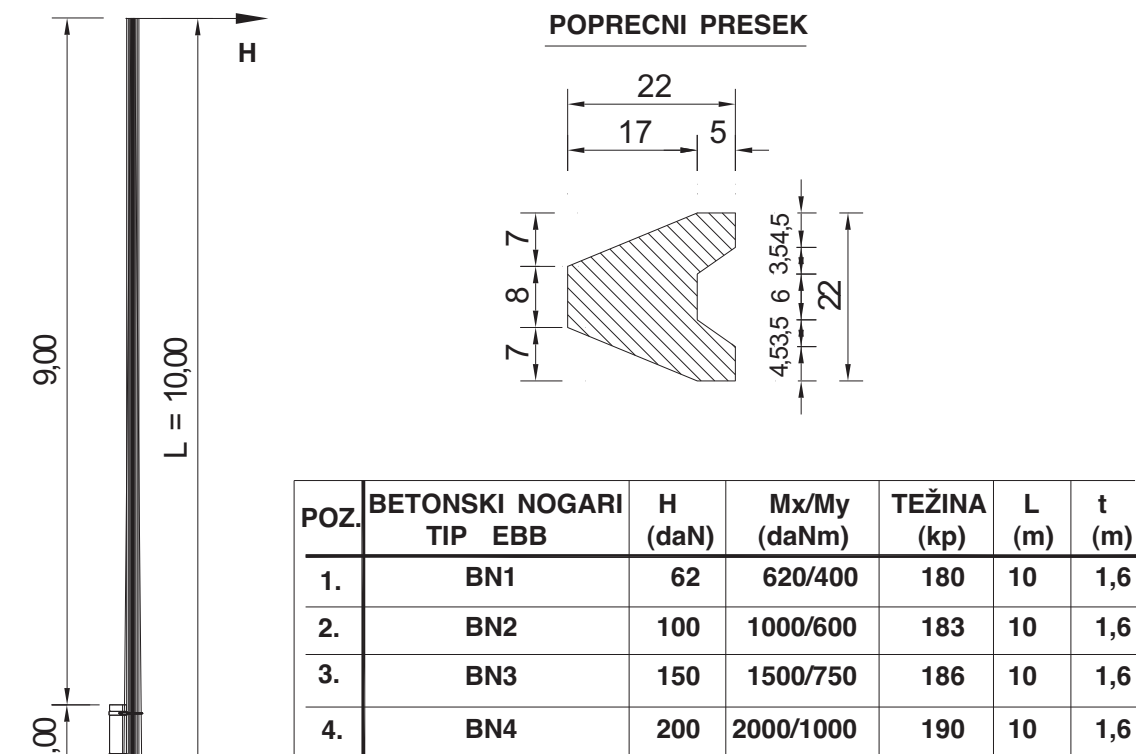 H
POPRECNI PRESEK
22
17 5
7
8
7
4,5
3,5
6
3,5
4,5
22
9,00
L = 10,00
,00
POZ. BETONSKI NOGARI TIP EBB H (daN) Mx/My (daNm) TEŽINA (kp) L (m) t (m)
1. BN1 62 620/400 180 10 1,6
2. BN2 100 1000/600 183 10 1,6
3. BN3 150 1500/750 186 10 1,6
4. BN4 200 2000/1000 190 10 1,6